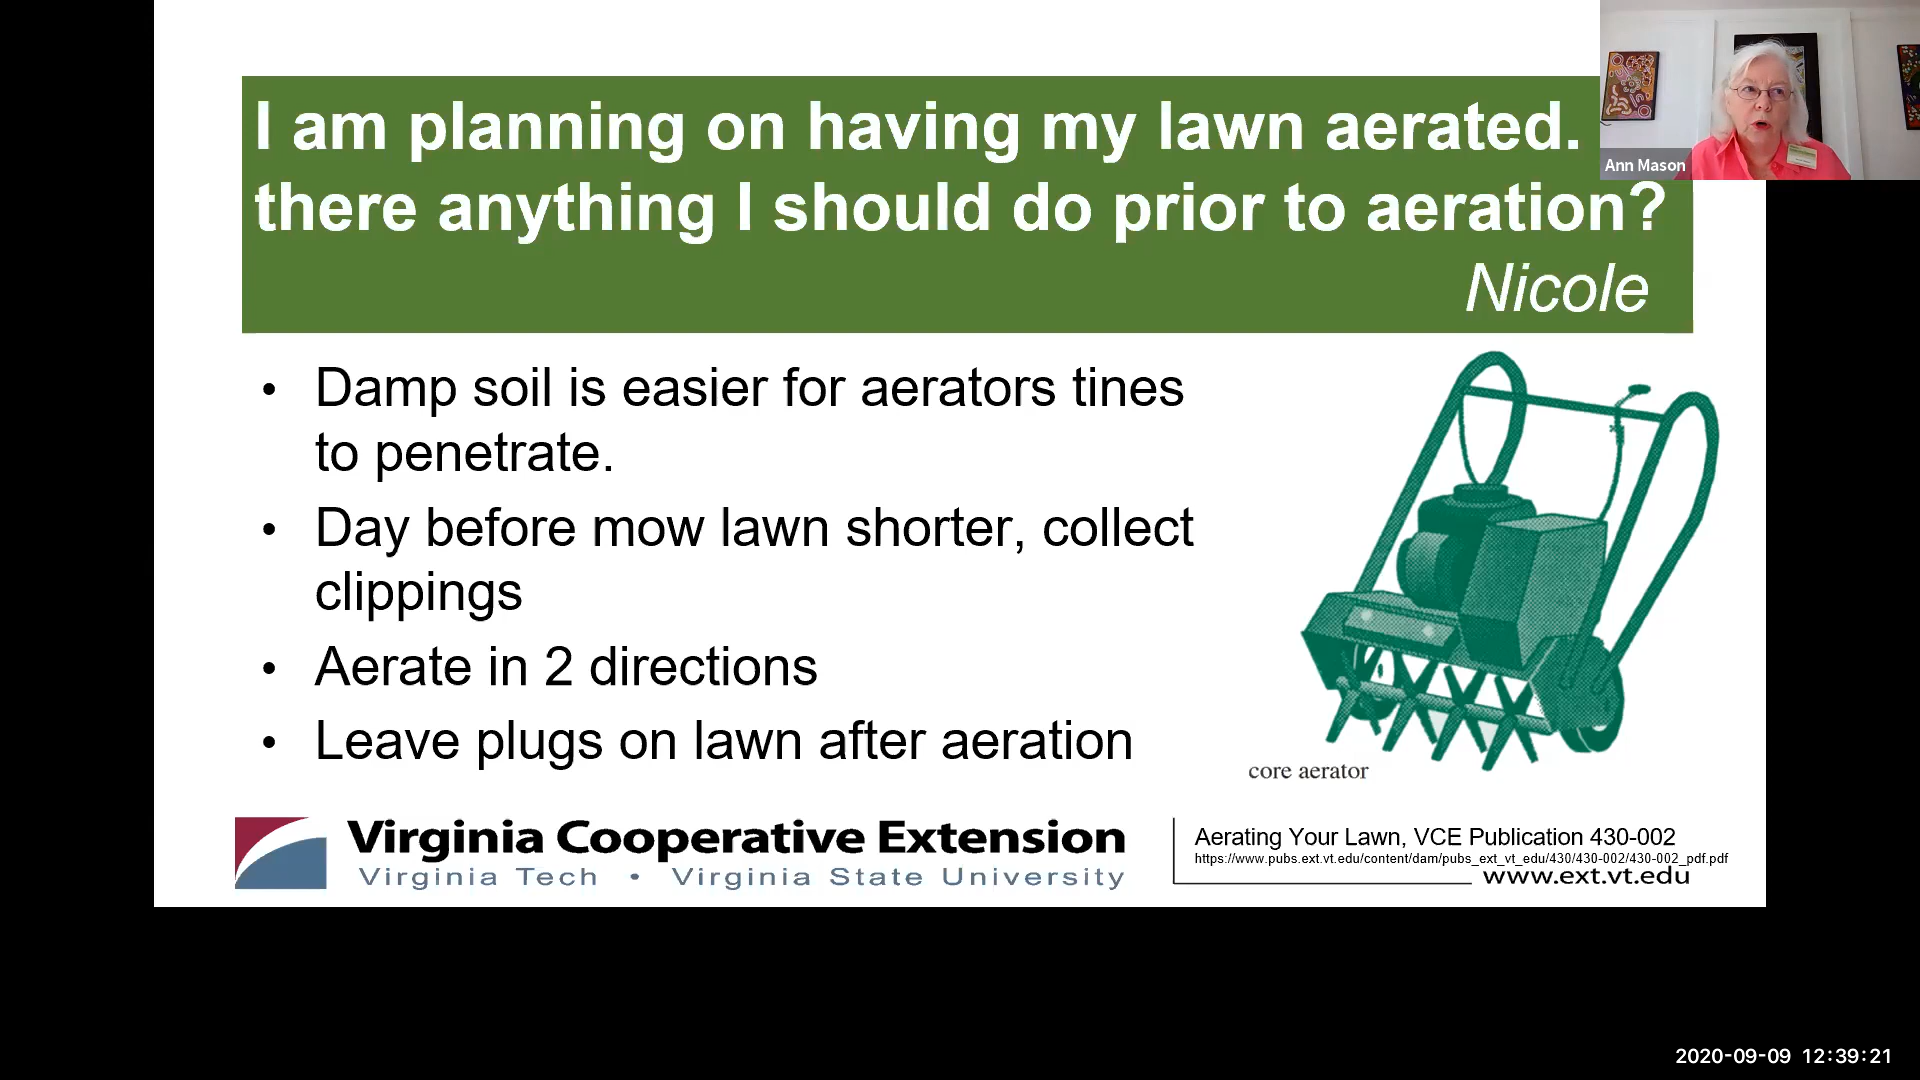 I am planning on having my lawn aerated.
there anything I should do prior to aeration?
Nicole
Ann Mason
• Damp soil is easier for aerators tines
to penetrate.
• Day before mow lawn shorter, collect
clippings
• Aerate in 2 directions
• Leave plugs on lawn after aeration
core aerator
Virginia Cooperative Extension
Virginia Tech • Virginia State University
Aerating Your Lawn, VCE Publication 430-002
https://www.pubs.ext.vt.edu/content/dam/pubs_ext_vt_edu/430/430-002/430-002_pdf.pdf
www.ext.vt.edu
2020-09-09 12:39:21